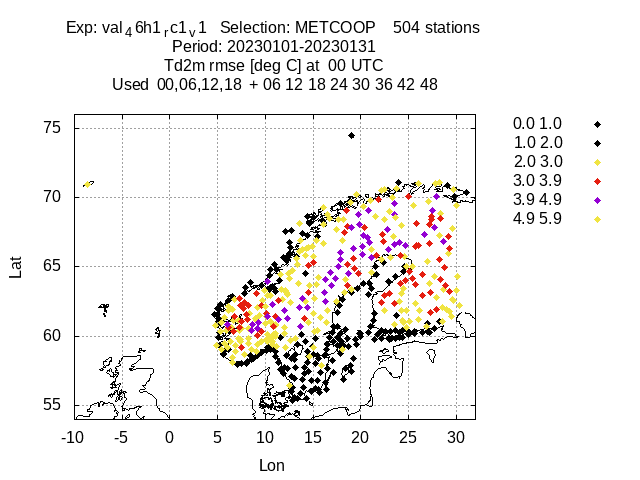 Exp: val₄6h1ᵣc1ᵥ1 Selection: METCOOP 504 stations
Period: 20230101-20230131
Td2m rmse [deg C] at 00 UTC
Used 00,06,12,18 + 06 12 18 24 30 36 42 48
75
70
65
60
55
Lat
-10 -5 0 5 10 15 20 25 30
Lon
0.0 1.0
1.0 2.0
2.0 3.0
3.0 3.9
3.9 4.9
4.9 5.9